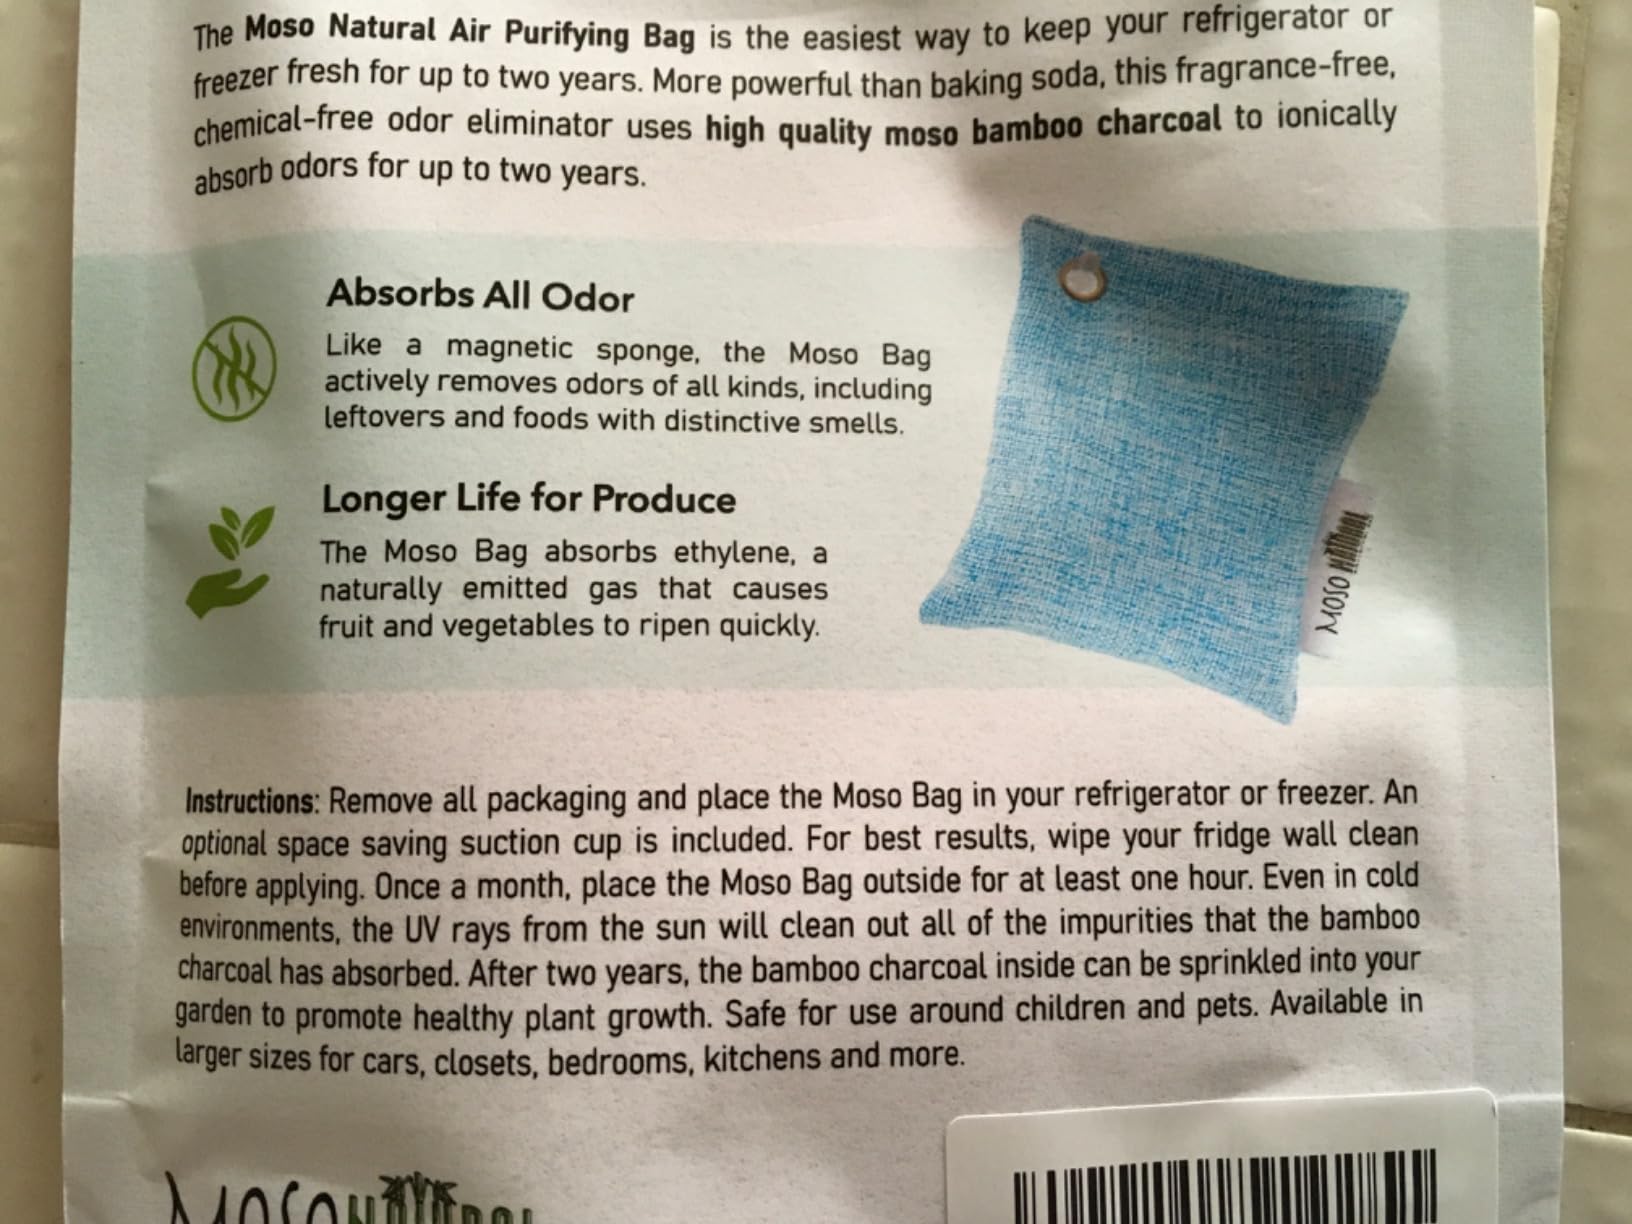 The Moso Natural Air Purifying Bag is the easiest way to keep your refrigerator or
freezer fresh for up to two years. More powerful than baking soda, this fragrance-free,
chemical-free odor eliminator uses high quality moso bamboo charcoal to ionically
absorb odors for up to two years.
Absorbs All Odor
Like a magnetic sponge, the Moso Bag
actively removes odors of all kinds, including
leftovers and foods with distinctive smells.
Longer Life for Produce
The Moso Bag absorbs ethylene, a
naturally emitted gas that causes
fruit and vegetables to ripen quickly.
MOSO NATURAL
Instructions: Remove all packaging and place the Moso Bag in your refrigerator or freezer. An
optional space saving suction cup is included. For best results, wipe your fridge wall clean
before applying. Once a month, place the Moso Bag outside for at least one hour. Even in cold
environments, the UV rays from the sun will clean out all of the impurities that the bamboo
charcoal has absorbed. After two years, the bamboo charcoal inside can be sprinkled into your
garden to promote healthy plant growth. Safe for use around children and pets. Available in
larger sizes for cars, closets, bedrooms, kitchens and more.
MOSO NATURAL